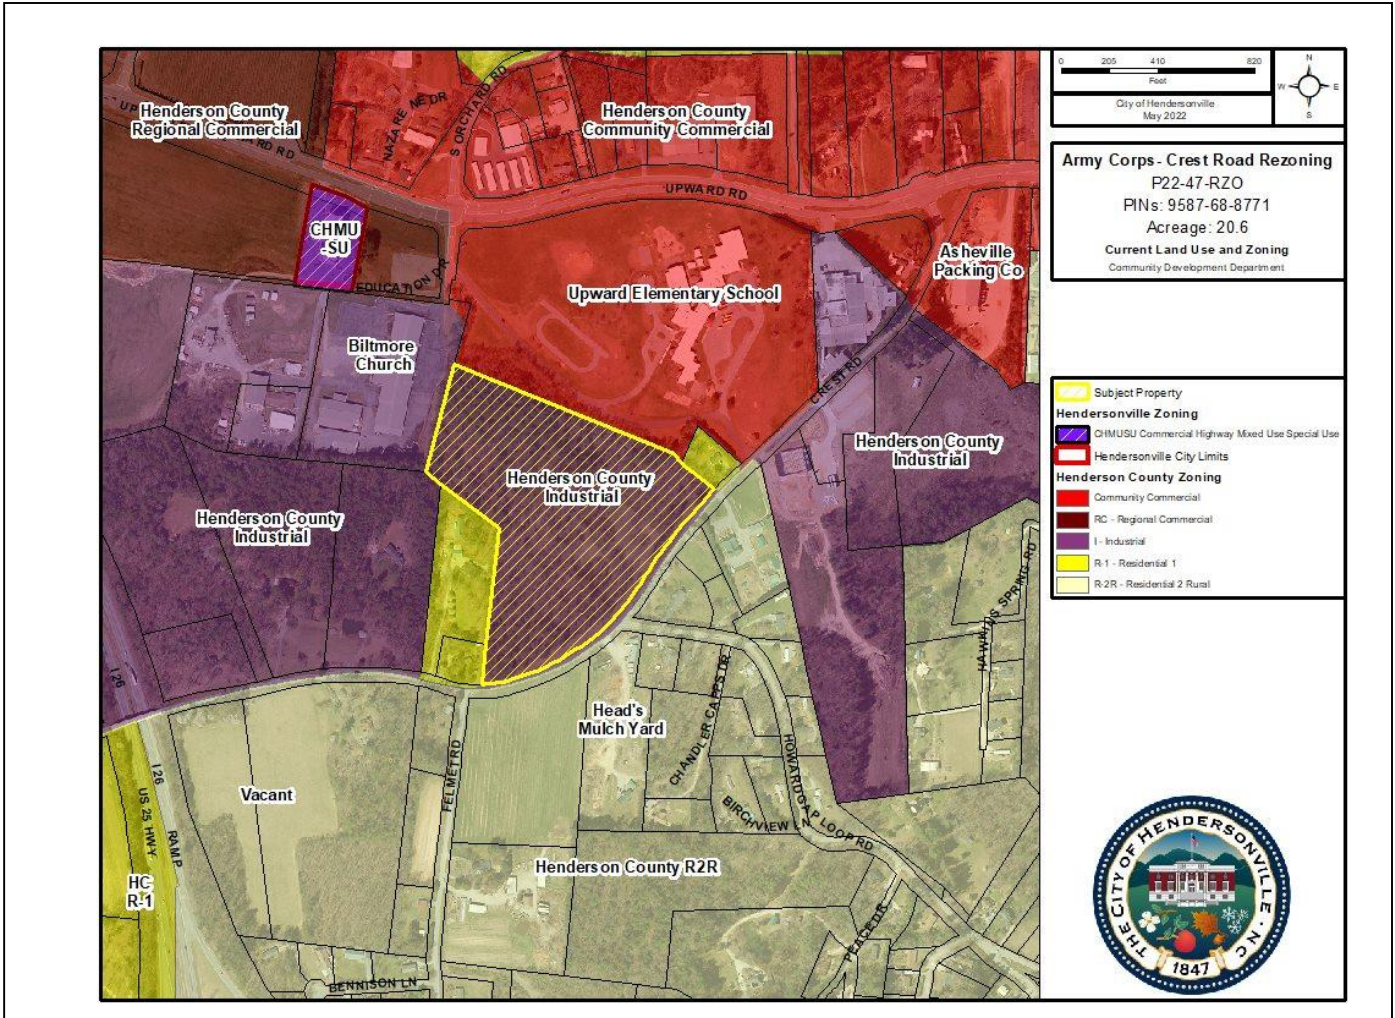 Henderson County
Regional Commercial
NAZARENE DR
S ORCHARD RD
Henderson County
Community Commercial
UPWARD RD
UPWARD RD
CHMU
-SU
EDUCATION DR
Upward Elementary School
Asheville
Packing Co
Biltmore
Church
CREST RD
Henderson County
Industrial
Henderson County
Industrial
Henderson County
Industrial
HAWKINS SPRING RD
I 26
Head's
Mulch Yard
CHANDLER CAPPS DR
HOWARD GAP LOOP RD
BIRCHVIEW LN
FELMET RD
Vacant
I 26
US 25 HWY
RAMP
HC
R-1
Henderson County R2R
PEACE DR
BENNISON LN
0 205 410 820
Feet
N
W E
S
City of Hendersonville
May 2022
Army Corps - Crest Road Rezoning
P22-47-RZO
PINs: 9587-68-8771
Acreage: 20.6
Current Land Use and Zoning
Community Development Department
Subject Property
Hendersonville Zoning
CHMUSU Commercial Highway Mixed Use Special Use
Hendersonville City Limits
Henderson County Zoning
Community Commercial
RC - Regional Commercial
I - Industrial
R-1 - Residential 1
R-2R - Residential 2 Rural
THE CITY OF HENDERSONVILLE · NC
1847